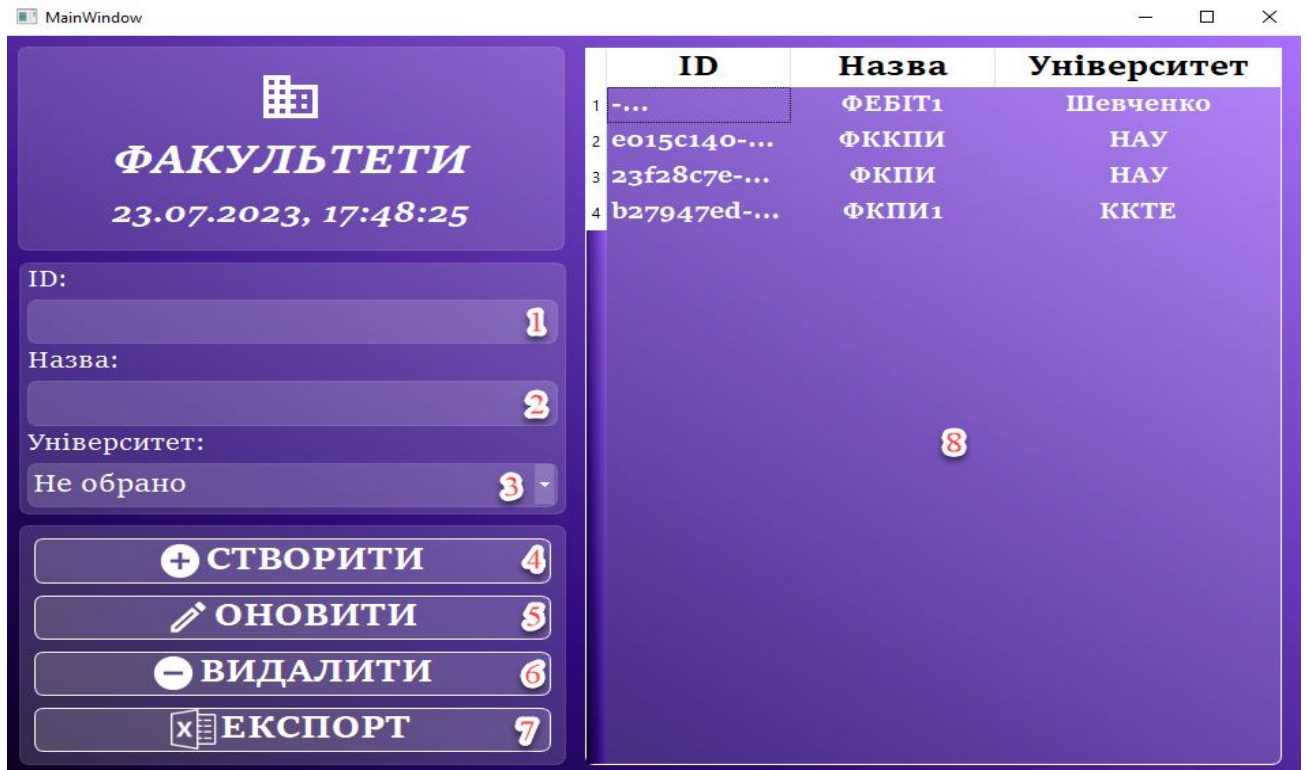 MainWindow
ФАКУЛЬТЕТИ
23.07.2023, 17:48:25
ID:
1
Назва:
2
Університет:
Не обрано 3
СТВОРИТИ 4
ОНОВИТИ 5
ВИДАЛИТИ 6
X ЕКСПОРТ 7
ID Назва Університет
1 -... ФЕБІТ1 Шевченко
2 e015c140-... ФККПИ НАУ
3 23f28c7e-... ФКПИ НАУ
4 b27947ed-... ФКПИ1 ККТЕ
8